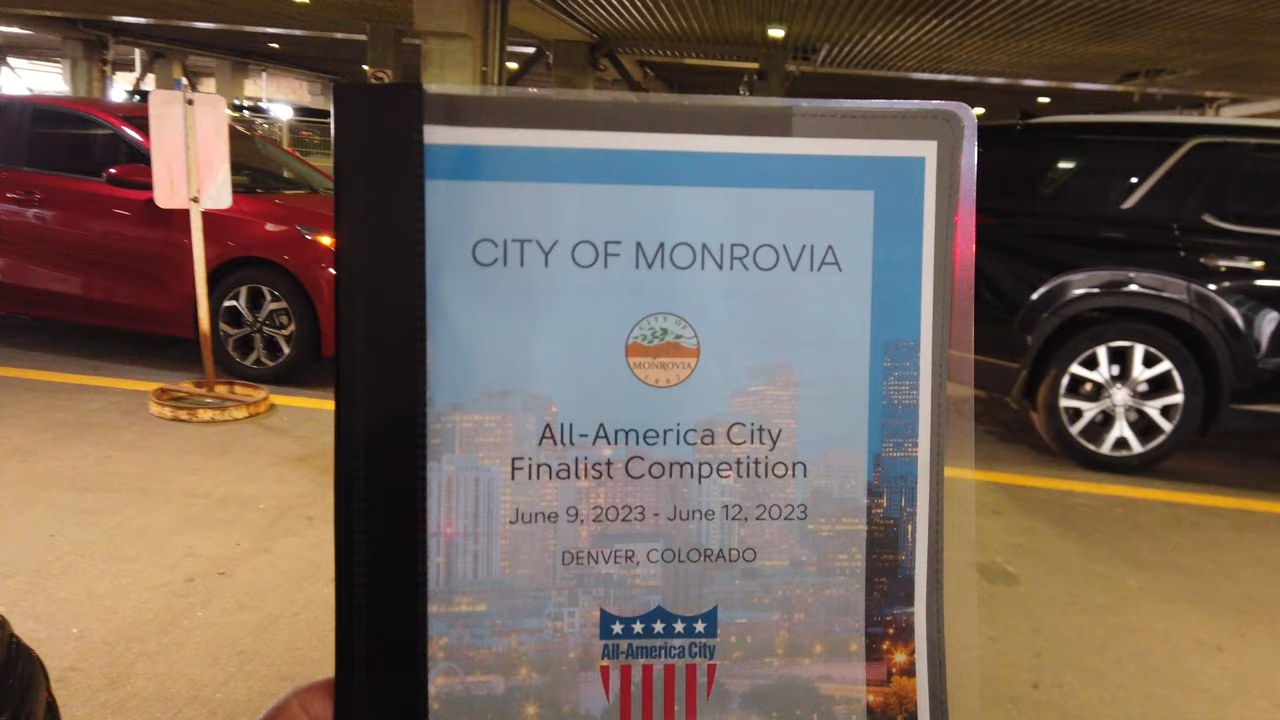 CITY OF MONROVIA
CITY OF
MONROVIA
1887
All-America City
Finalist Competition
June 9, 2023 - June 12, 2023
DENVER, COLORADO
All-America City